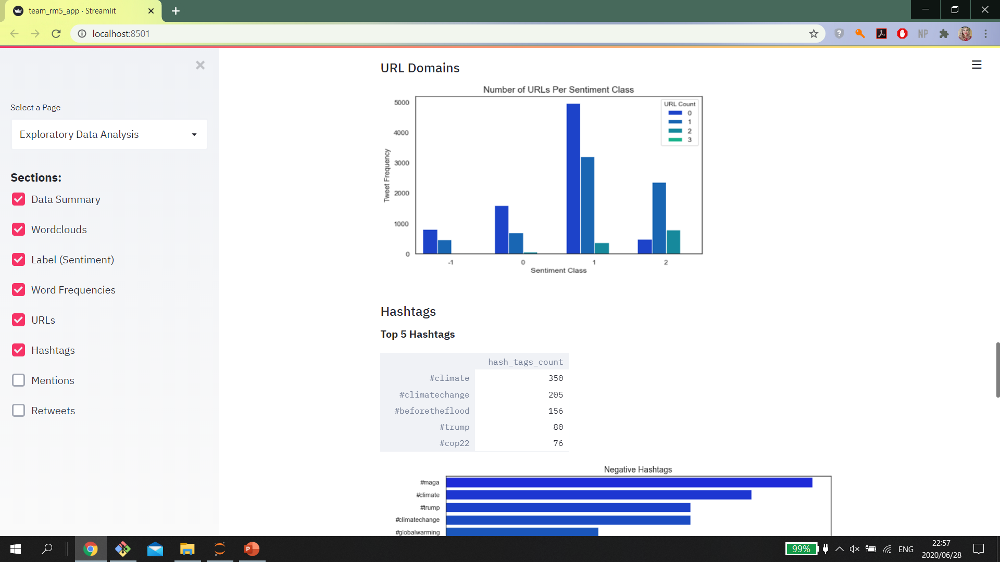 team_rm5_app · Streamlit
localhost:8501
NP
Select a Page
Exploratory Data Analysis
Sections:
Data Summary
Wordclouds
Label (Sentiment)
Word Frequencies
URLs
Hashtags
Mentions
Retweets
URL Domains
Number of URLs Per Sentiment Class
Tweet Frequency
5000
4000
3000
2000
1000
0
URL Count
0
1
2
3
-1 0 1 2
Sentiment Class
Hashtags
Top 5 Hashtags
hash_tags_count
#climate 350
#climatechange 205
#beforetheflood 156
#trump 80
#cop22 76
Negative Hashtags
#maga
#climate
#trump
#climatechange
#globalwarming
99%
ENG
22:57
2020/06/28